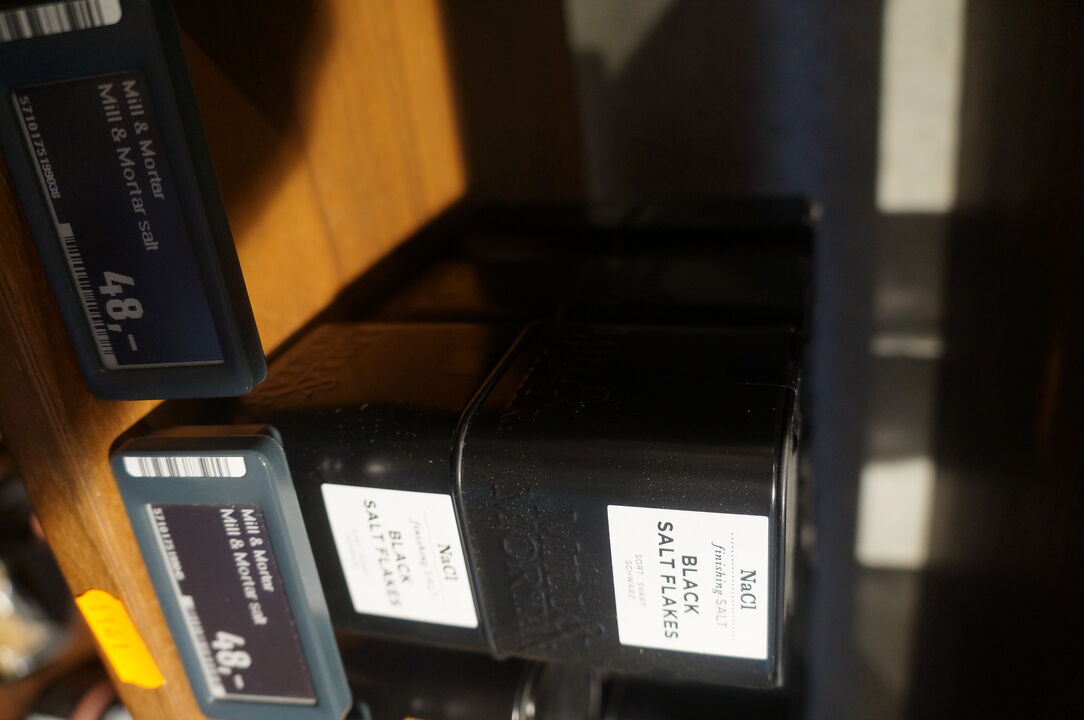 Mill & Mortar
Mill & Mortar salt
48,-
5710175199038
Mill & Mortar
Mill & Mortar salt
48,-
NaCl
finishing SALT
BLACK
SALT FLAKES
NaCl
finishing SALT
BLACK
SALT FLAKES
SORT SVART
SCHWARZ